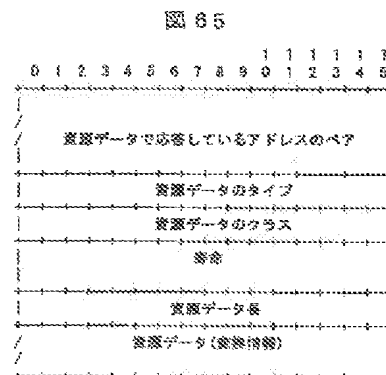 図65
1 1 1 1 1 1
0 1 2 3 4 5 6 7 8 9 0 1 2 3 4 5
資源データで応答しているアドレスのペア
資源データのタイプ
資源データのクラス
寿命
資源データ長
資源データ(変換情報)